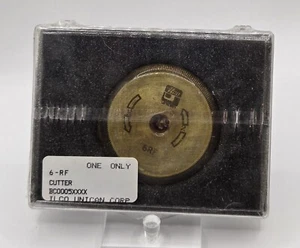 ONE ONLY
6-RF
CUTTER
BC0005XXXX
ILCO UNICAN CORP